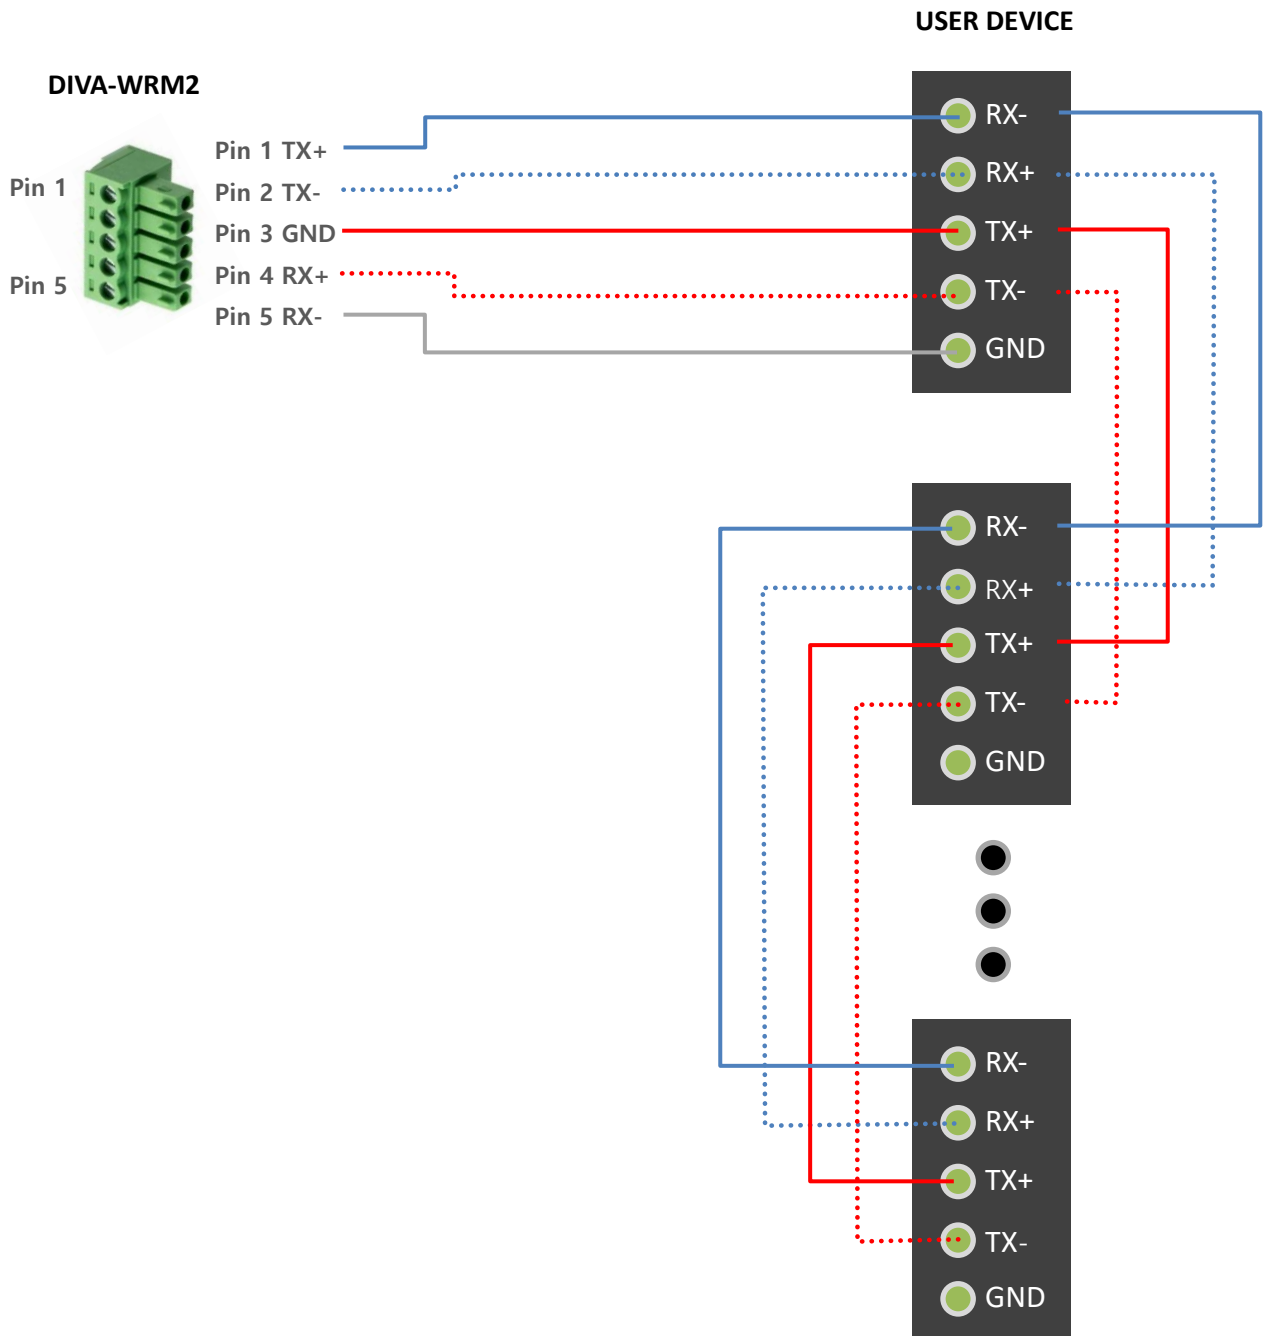 USER DEVICE
DIVA-WRM2
Pin 1
Pin 5
Pin 1 TX+
Pin 2 TX-
Pin 3 GND
Pin 4 RX+
Pin 5 RX-
RX-
RX+
TX+
TX-
GND
RX-
RX+
TX+
TX-
GND
RX-
RX+
TX+
TX-
GND